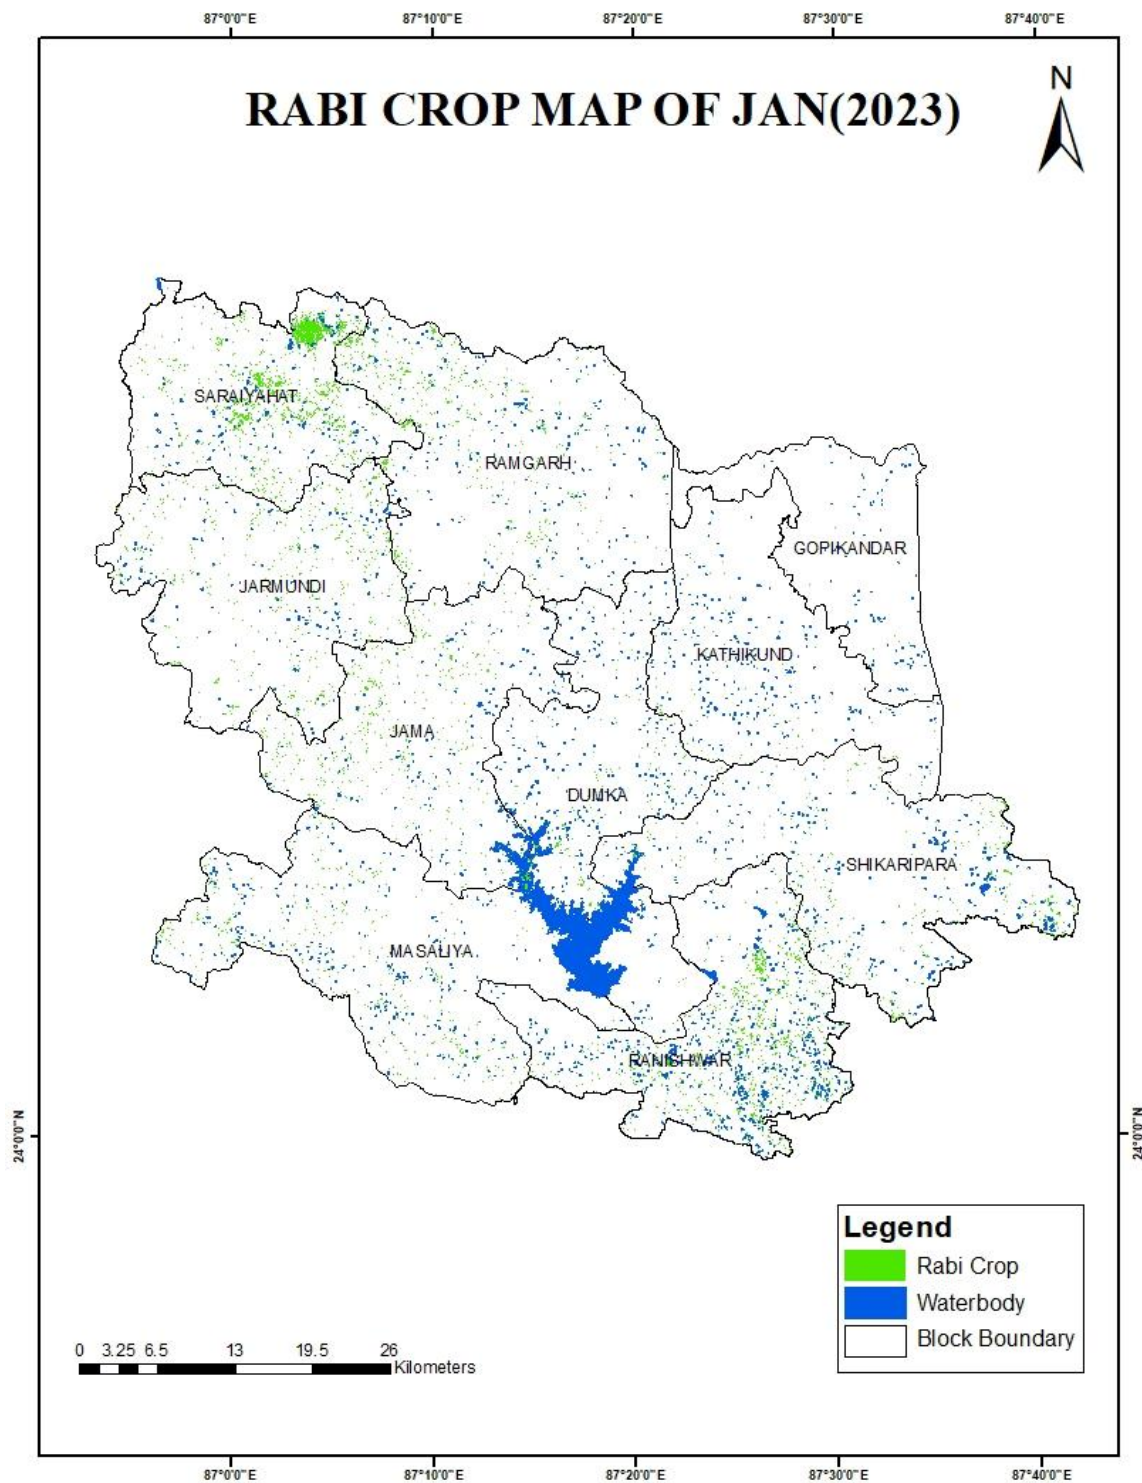 87°0'0"E 87°10'0"E 87°20'0"E 87°30'0"E 87°40'0"E
N
RABI CROP MAP OF JAN(2023)
SARAIYAHAT
RAMGARH
GOPIKANDAR
JARMUNDI
KATHIKUND
JAMA
DUMKA
SHIKARIPARA
MASALIYA
RANISHWAR
24°0'0"N 24°0'0"N
Legend
Rabi Crop
Waterbody
Block Boundary
0 3.25 6.5 13 19.5 26
Kilometers
87°0'0"E 87°10'0"E 87°20'0"E 87°30'0"E 87°40'0"E